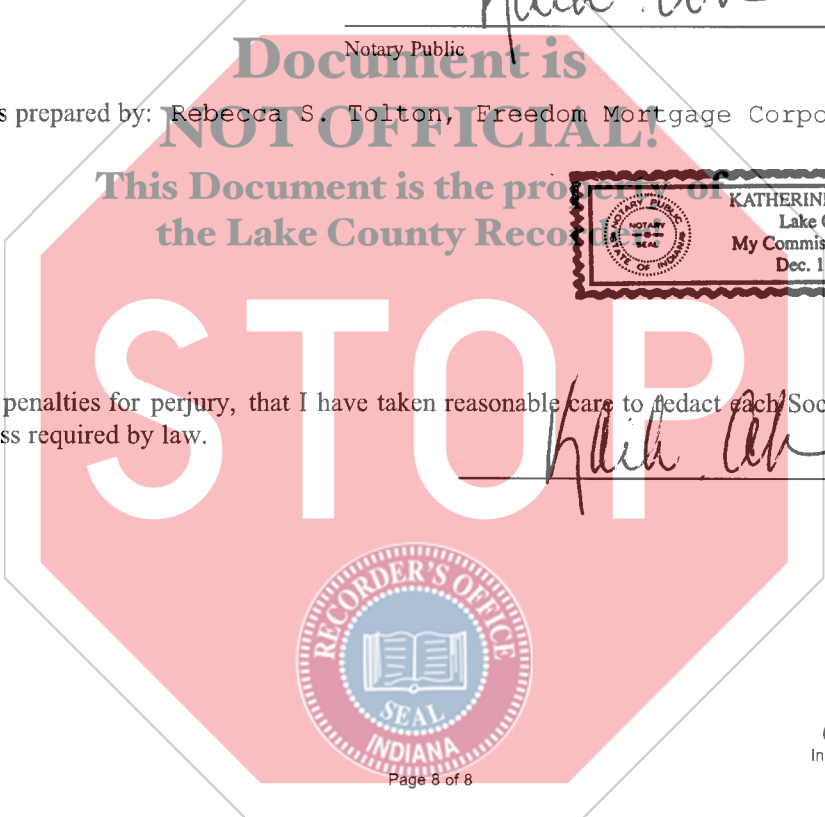 Notary Public
Document is
s prepared by: Rebecca S. Tolton, Freedom Mortgage Corpo
NOT OFFICIAL!
This Document is the property of
the Lake County Recorder!
KATHERINE
Lake C
My Commis
Dec. 1
NOTARY PUBLIC
NOTARY
SEAL
STATE OF INDIANA
STOP
penalties for perjury, that I have taken reasonable care to redact each Soc
ss required by law.
RECORDER'S OFFICE
SEAL
INDIANA
In
Page 8 of 8